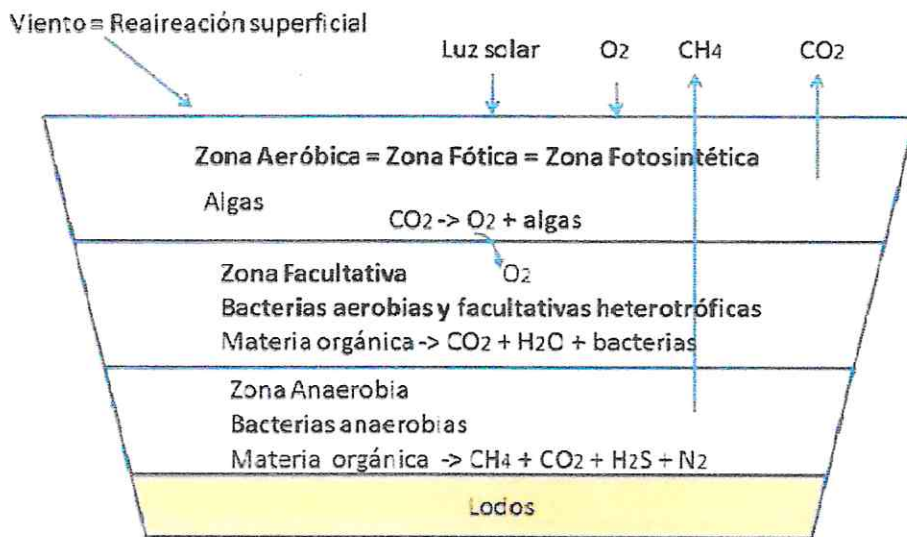 Viento = Reaireación superficial
Luz solar O2 CH4 CO2
Zona Aeróbica = Zona Fótica = Zona Fotosintética
Algas
CO2 -> O2 + algas
Zona Facultativa O2
Bacterias aerobias y facultativas heterotróficas
Materia orgánica -> CO2 + H2O + bacterias
Zona Anaerobia
Bacterias anaerobias
Materia orgánica -> CH4 + CO2 + H2S + N2
Lodos